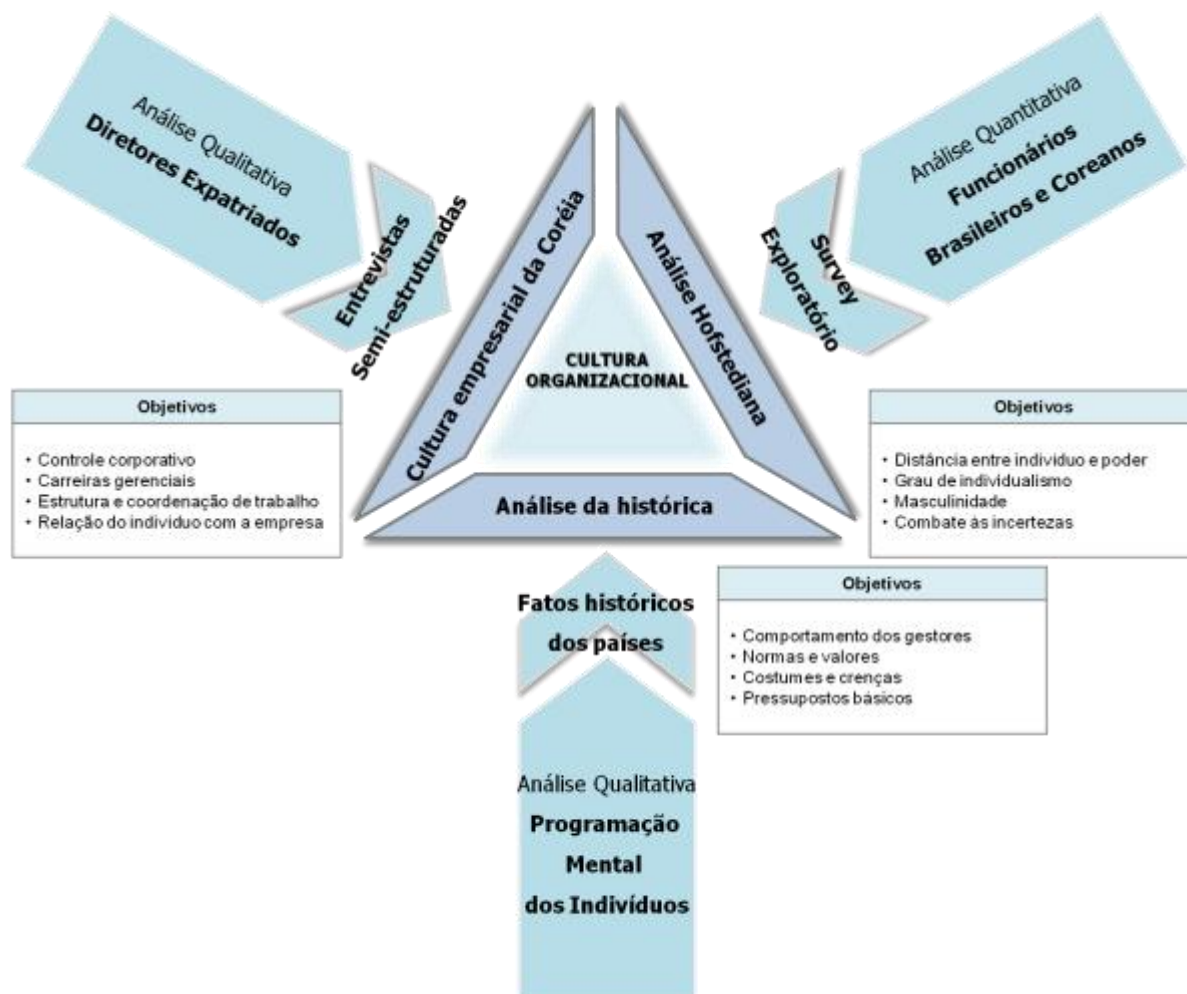 Análise Qualitativa
Diretores Expatriados
Entrevistas
Semi-estruturadas
Cultura empresarial da Coréia
Análise Quantitativa
Funcionários
Brasileiros e Coreanos
Survey
Exploratório
Análise Hofstediana
CULTURA
ORGANIZACIONAL
Análise da histórica
Objetivos
• Controle corporativo
• Carreiras gerenciais
• Estrutura e coordenação de trabalho
• Relação do indivíduo com a empresa
Objetivos
• Distância entre indivíduo e poder
• Grau de individualismo
• Masculinidade
• Combate às incertezas
Fatos históricos
dos países
Objetivos
• Comportamento dos gestores
• Normas e valores
• Costumes e crenças
• Pressupostos básicos
Análise Qualitativa
Programação
Mental
dos Indivíduos